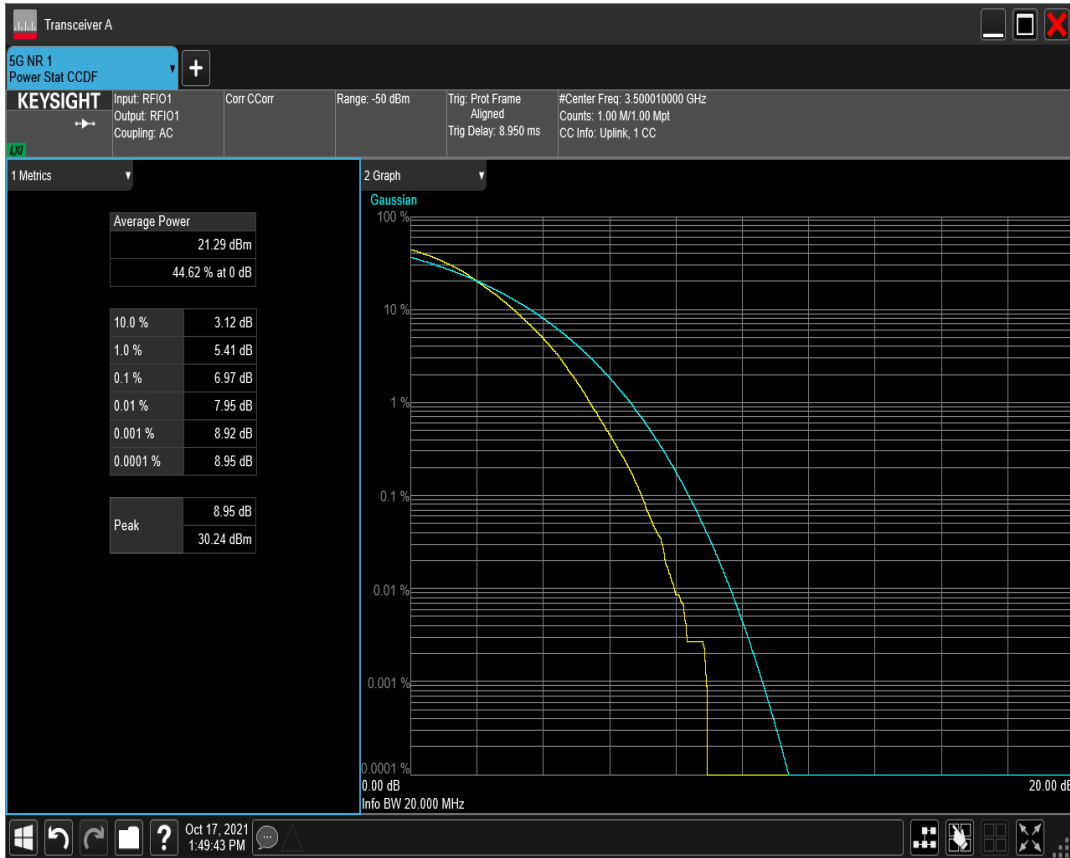 Transceiver A
5G NR 1
Power Stat CCDF
+
KEYSIGHT
LXI
Input: RFIO1
Output: RFIO1
Coupling: AC
Corr CCorr
Range: -50 dBm
Trig: Prot Frame
Aligned
Trig Delay: 8.950 ms
#Center Freq: 3.500010000 GHz
Counts: 1.00 M/1.00 Mpt
CC Info: Uplink, 1 CC
1 Metrics
Average Power
21.29 dBm
44.62 % at 0 dB
10.0 % 3.12 dB
1.0 % 5.41 dB
0.1 % 6.97 dB
0.01 % 7.95 dB
0.001 % 8.92 dB
0.0001 % 8.95 dB
Peak
8.95 dB
30.24 dBm
2 Graph
Gaussian
100 %
10 %
1 %
0.1 %
0.01 %
0.001 %
0.0001 %
0.00 dB 20.00 dB
Info BW 20.000 MHz
?
Oct 17, 2021
1:49:43 PM